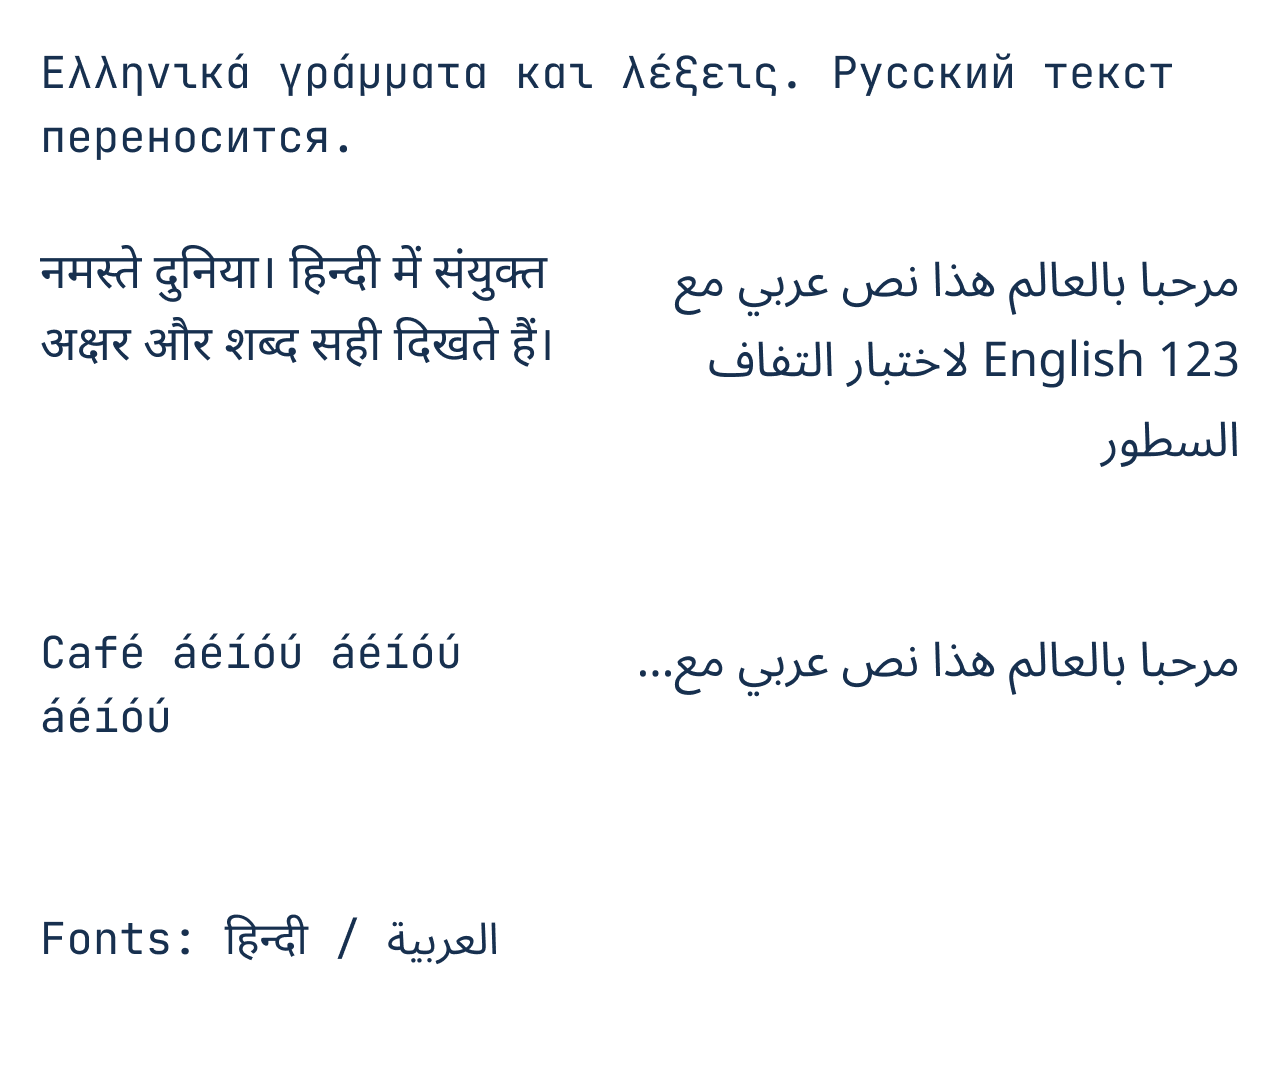 Ελληνικά γράμματα και λέξεις. Русский текст
переносится.
नमस्ते दुनिया। हिन्दी में संयुक्त
अक्षर और शब्द सही दिखते हैं।
مرحبا بالعالم هذا نص عربي مع
English 123 لاختبار التفاف
السطور
Café áéíóú áéíóú
áéíóú
مرحبا بالعالم هذا نص عربي مع...
Fonts: हिन्दी / العربية